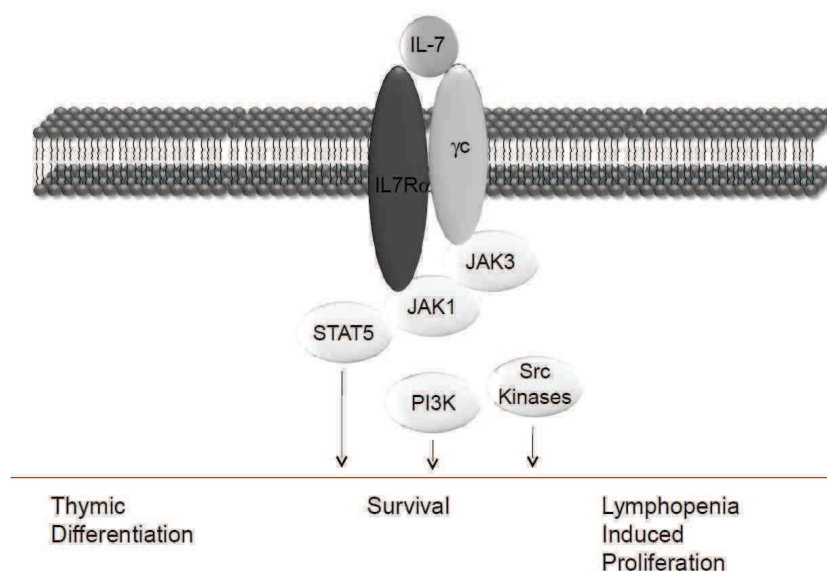 IL-7
γc
IL7Rα
JAK3
JAK1
STAT5
Src
Kinases
PI3K
Thymic
Differentiation
Survival
Lymphopenia
Induced
Proliferation